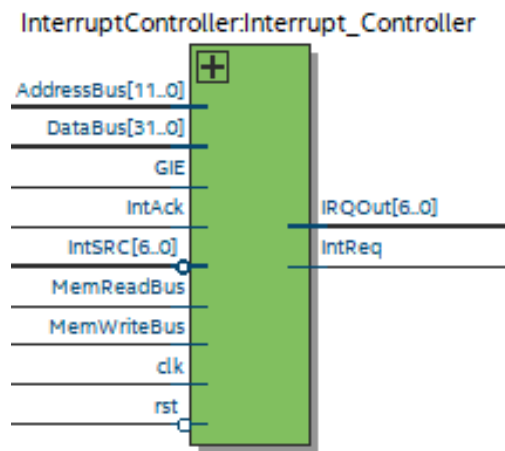 InterruptController:Interrupt_Controller
AddressBus[11..0]
DataBus[31..0]
GIE
IntAck
IntSRC[6..0]
MemReadBus
MemWriteBus
clk
rst
IRQOut[6..0]
IntReq